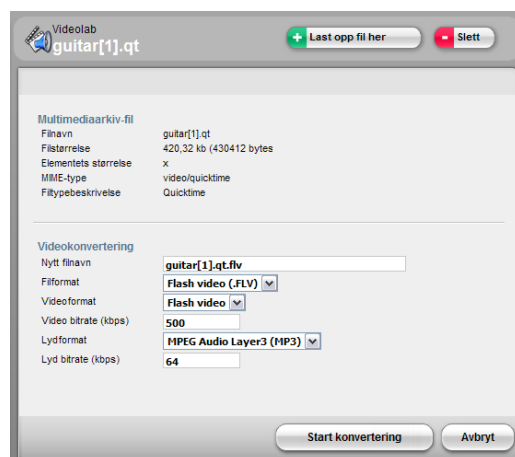 Videolab
guitar[1].qt
Last opp fil her
Slett
Multimediaarkiv-fil
Filnavn guitar[1].qt
Filstørrelse 420,32 kb (430412 bytes
Elementets størrelse x
MIME-type video/quicktime
Filtypebeskrivelse Quicktime
Videokonvertering
Nytt filnavn guitar[1].qt.flv
Filformat Flash video (.FLV)
Videoformat Flash video
Video bitrate (kbps) 500
Lydformat MPEG Audio Layer3 (MP3)
Lyd bitrate (kbps) 64
Start konvertering Avbryt